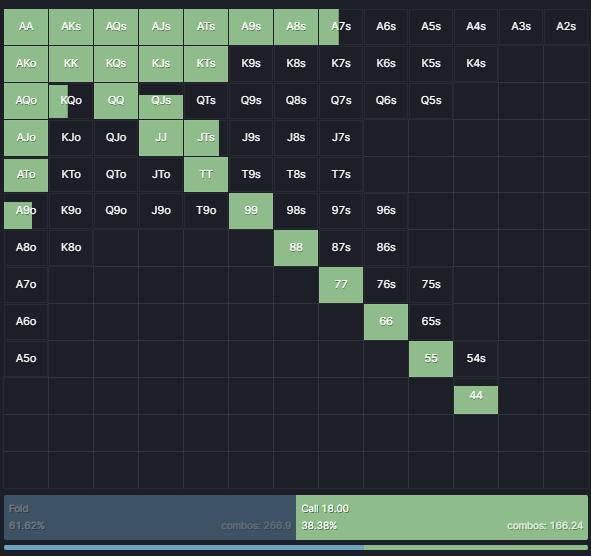 AA AKs AQs AJs ATs A9s A8s A7s A6s A5s A4s A3s A2s
AKo KK KQs KJs KTs K9s K8s K7s K6s K5s K4s
AQo KQo QQ QJs QTs Q9s Q8s Q7s Q6s Q5s
AJo KJo QJo JJ JTs J9s J8s J7s
ATo KTo QTo JTo TT T9s T8s T7s
A9o K9o Q9o J9o T9o 99 98s 97s 96s
A8o K8o 88 87s 86s
A7o 77 76s 75s
A6o 66 65s
A5o 55 54s
44
Fold Call 18.00
61.62% combos: 266.9 38.38% combos: 166.24